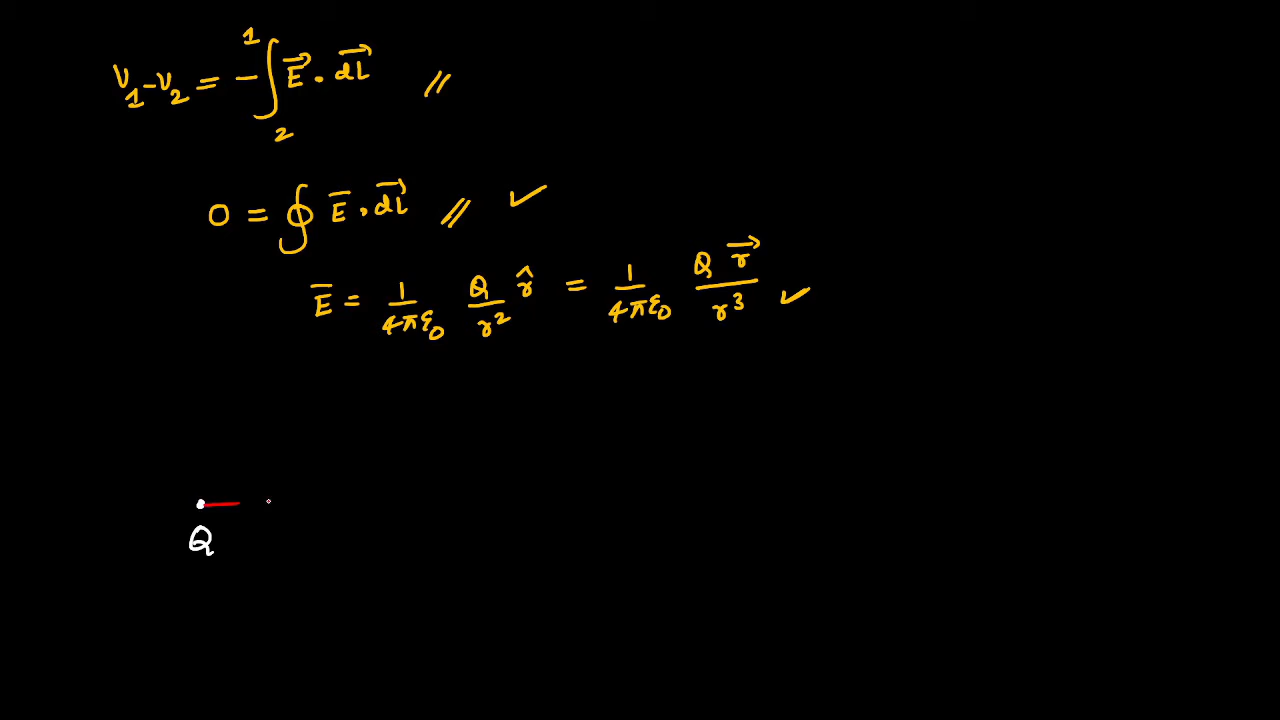 V₁-V₂ = -∫₂¹ E⃗ . dl⃗ //
0 = ∮ E̅ . dl⃗ // ✓
E̅ = 1/4πε₀ Q/r² r̂ = 1/4πε₀ Q r⃗/r³ ✓
Q